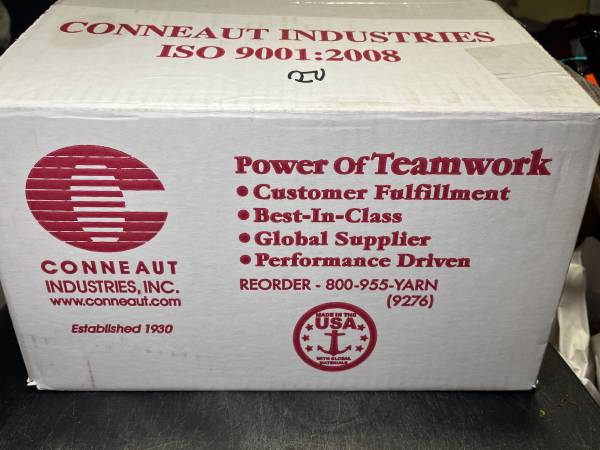 CONNEAUT INDUSTRIES
ISO 9001:2008
Power Of Teamwork
• Customer Fulfillment
• Best-In-Class
• Global Supplier
• Performance Driven
REORDER - 800-955-YARN
(9276)
CONNEAUT
INDUSTRIES, INC.
www.conneaut.com
Established 1930
MADE IN THE
USA
WITH GLOBAL
MATERIALS